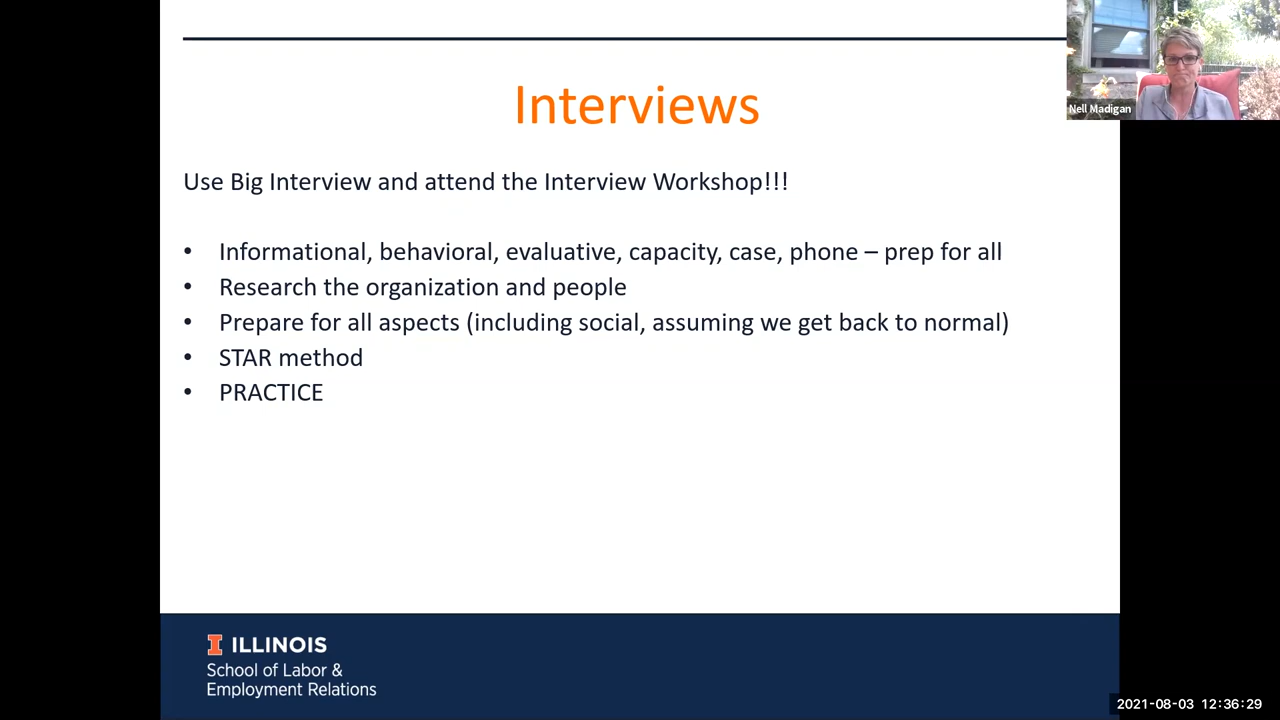 Interviews
Nell Madigan
Use Big Interview and attend the Interview Workshop!!!
• Informational, behavioral, evaluative, capacity, case, phone – prep for all
• Research the organization and people
• Prepare for all aspects (including social, assuming we get back to normal)
• STAR method
• PRACTICE
I ILLINOIS
School of Labor &
Employment Relations
2021-08-03 12:36:29